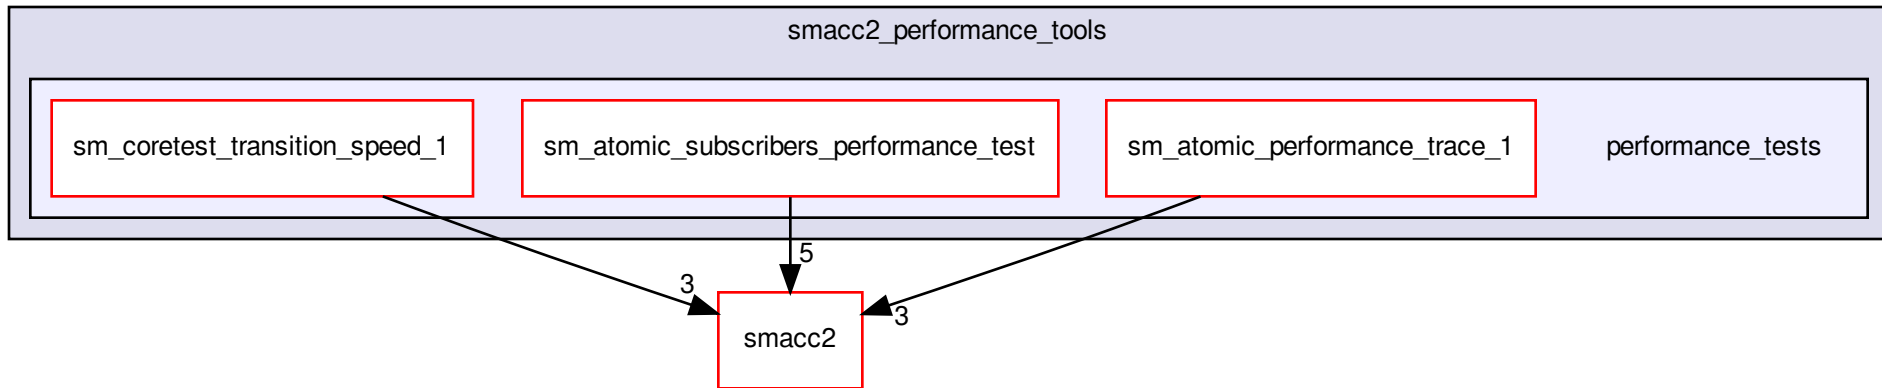 smacc2_performance_tools
sm_coretest_transition_speed_1
sm_atomic_subscribers_performance_test
sm_atomic_performance_trace_1
performance_tests
5
3
3
smacc2